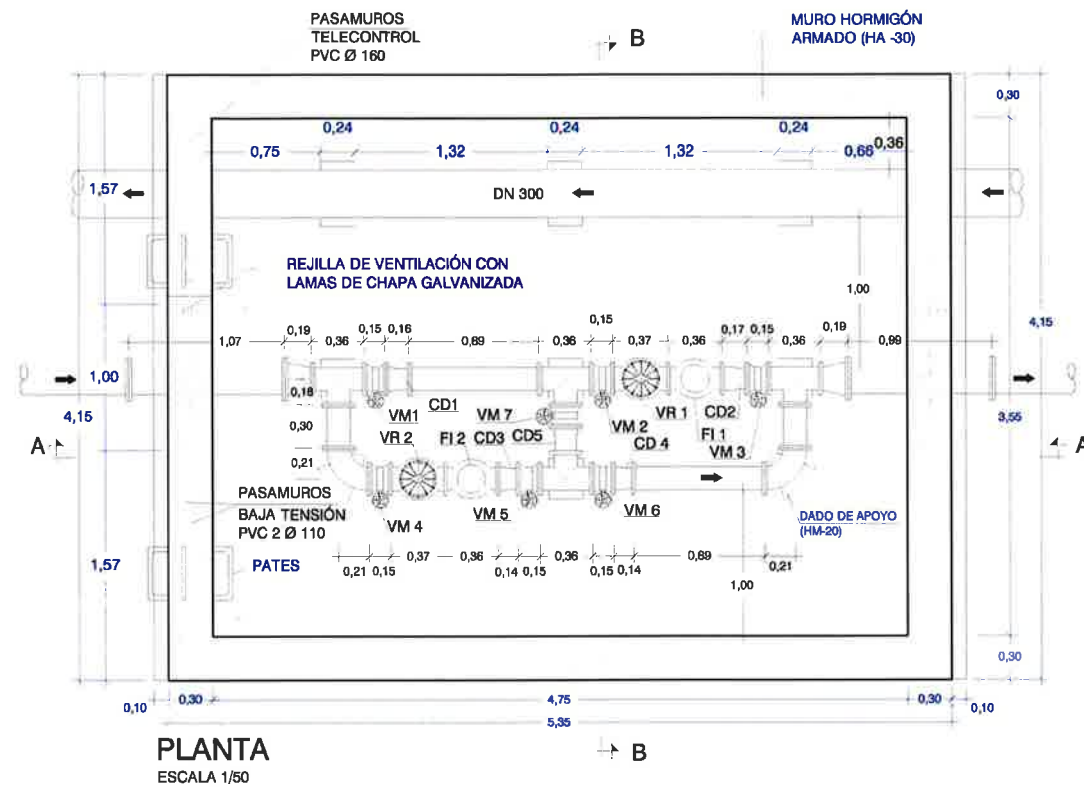 PASAMUROS
TELECONTROL
PVC Ø 160
B
MURO HORMIGÓN
ARMADO (HA -30)
0,30
0,24
0,24
0,24
0,75
1,32
1,32
0,66
0,36
1,57
DN 300
REJILLA DE VENTILACIÓN CON
LAMAS DE CHAPA GALVANIZADA
1,00
4,15
0,15
1,07
0,19
0,36
0,15
0,16
0,89
0,36
0,37
0,36
0,17
0,15
0,36
0,19
0,99
1,00
0,18
4,15
0,30
VM1
CD1
VM 7
VM 2
VR 1
CD2
3,55
VR 2
FI 2
CD3
CD5
CD 4
FI 1
VM 3
A
A
0,21
PASAMUROS
BAJA TENSIÓN
PVC 2 Ø 110
VM 4
VM 5
VM 6
DADO DE APOYO
(HM-20)
1,57
PATES
0,21
0,15
0,37
0,36
0,14
0,15
0,36
0,15
0,14
0,89
0,21
1,00
0,30
0,10
0,30
4,75
0,30
0,10
5,35
PLANTA
ESCALA 1/50
B